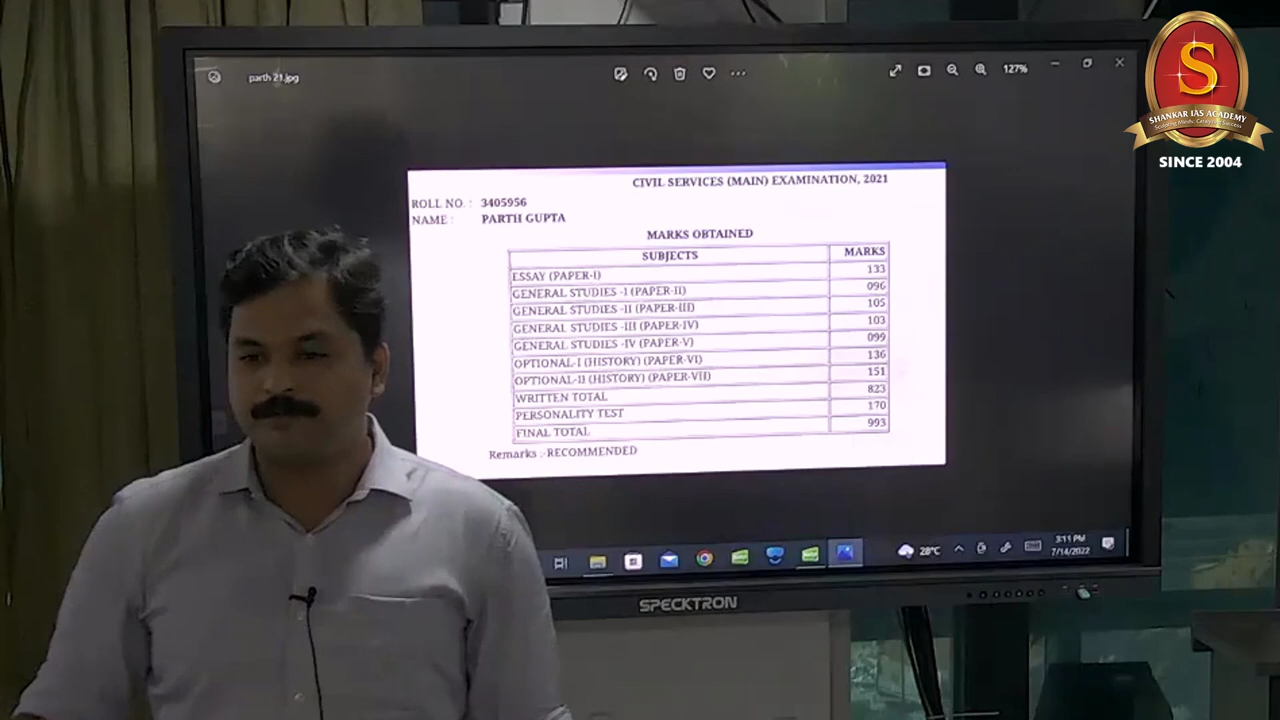 parth 21.jpg
127%
S
SHANKAR IAS ACADEMY
Sculpting Minds. Catalyzing Success
SINCE 2004
CIVIL SERVICES (MAIN) EXAMINATION, 2021
ROLL NO. : 3405956
NAME : PARTH GUPTA
MARKS OBTAINED
SUBJECTS MARKS
ESSAY (PAPER-I) 133
GENERAL STUDIES -I (PAPER-II) 096
GENERAL STUDIES -II (PAPER-III) 105
GENERAL STUDIES -III (PAPER-IV) 103
GENERAL STUDIES -IV (PAPER-V) 099
OPTIONAL-I (HISTORY) (PAPER-VI) 136
OPTIONAL-II (HISTORY) (PAPER-VII) 151
WRITTEN TOTAL 823
PERSONALITY TEST 170
FINAL TOTAL 993
Remarks :-RECOMMENDED
28°C
3:11 PM
7/14/2022
SPECKTRON